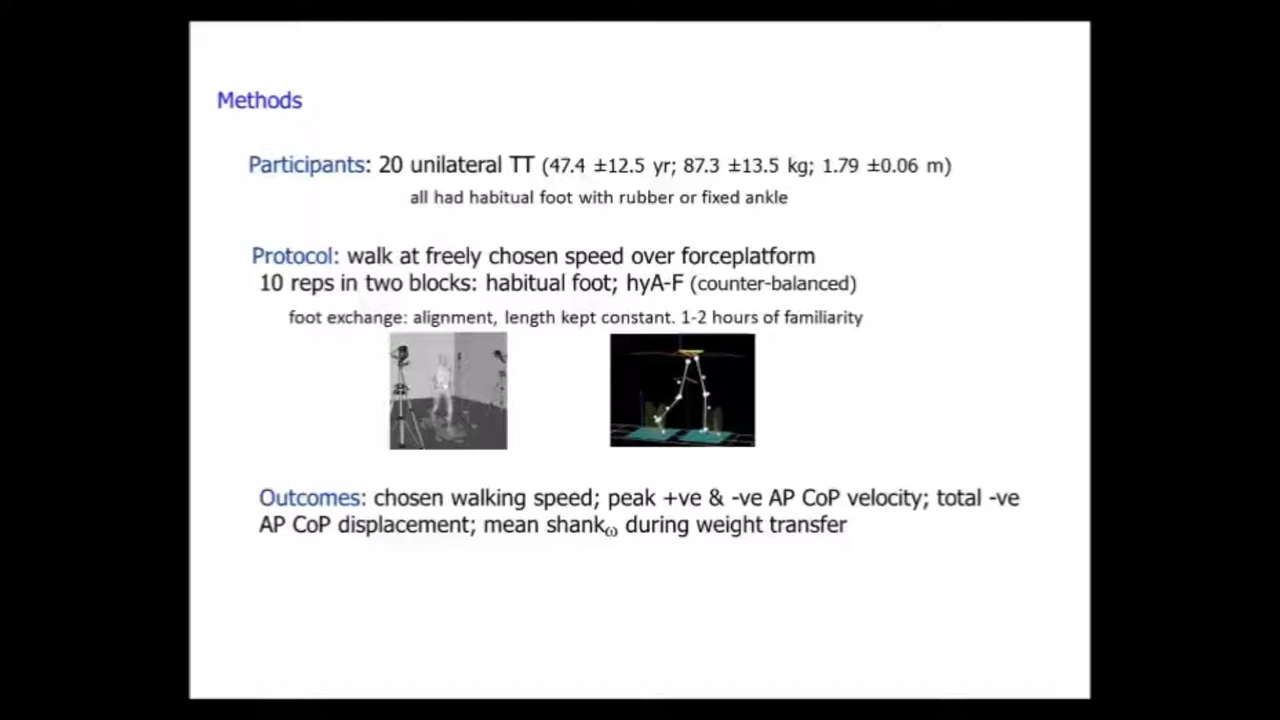 Methods
Participants: 20 unilateral TT (47.4 ±12.5 yr; 87.3 ±13.5 kg; 1.79 ±0.06 m)
all had habitual foot with rubber or fixed ankle
Protocol: walk at freely chosen speed over forceplatform
10 reps in two blocks: habitual foot; hyA-F (counter-balanced)
foot exchange: alignment, length kept constant. 1-2 hours of familiarity
Outcomes: chosen walking speed; peak +ve & -ve AP CoP velocity; total -ve
AP CoP displacement; mean shankω during weight transfer